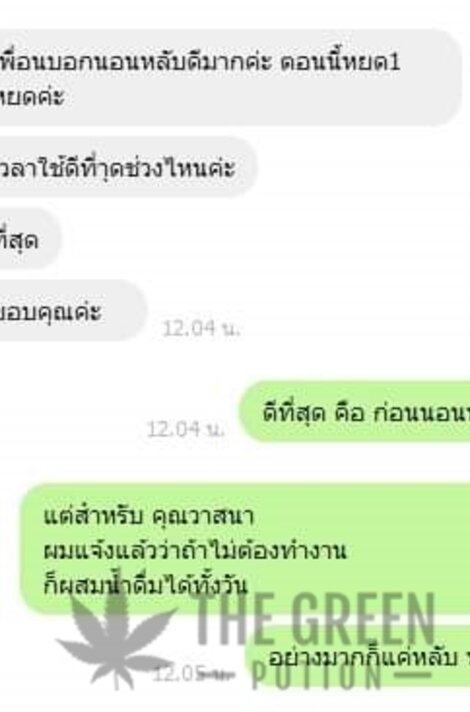 เพื่อนบอกนอนหลับดีมากค่ะ ตอนนี้หยด1
หยดค่ะ
เวลาใช้ดีที่าุดช่วงไหนค่ะ
ที่สุด
ขอบคุณค่ะ
12.04 น.
ดีที่สุด คือ ก่อนนอน
12.04 น.
แต่สำหรับ คุณวาสนา
ผมแจ้งแล้วว่าถ้าไม่ต้องทำงาน
ก็ผสมน้ำดื่มได้ทั้งวัน
THE GREEN
อย่างมากก็แค่หลับ
12.05 น.
POTTON